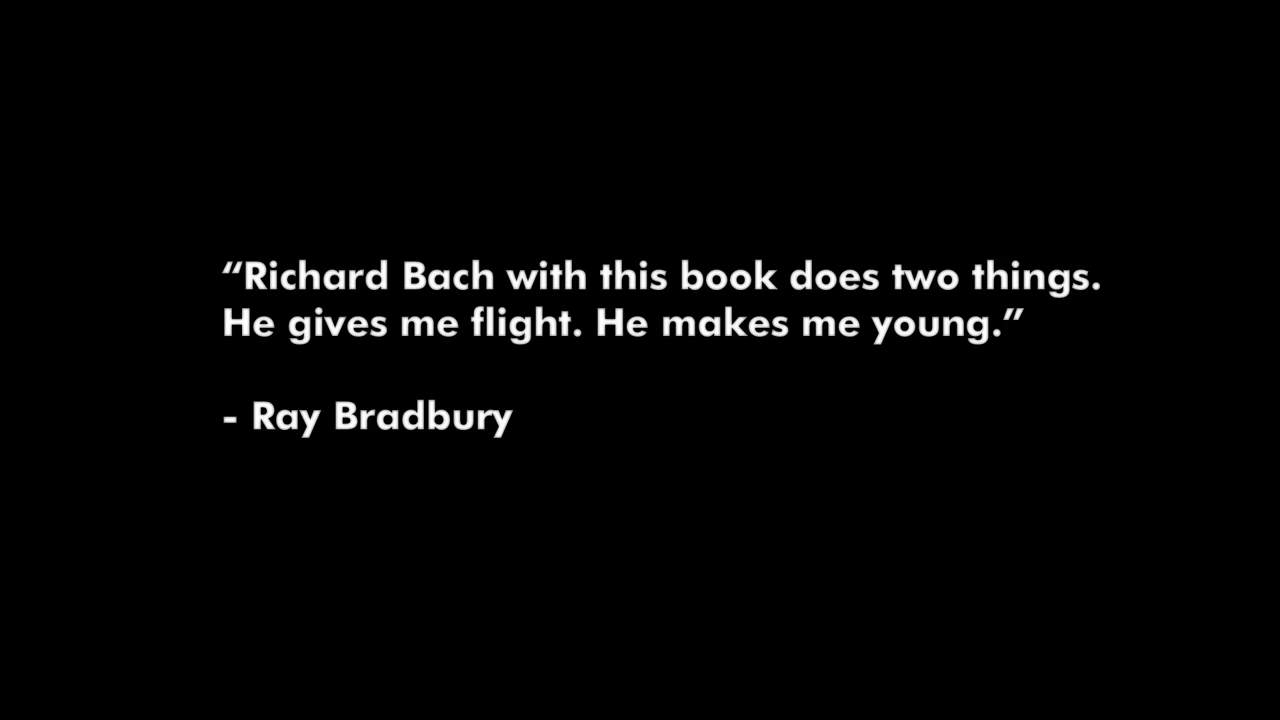 “Richard Bach with this book does two things.
He gives me flight. He makes me young.”
- Ray Bradbury